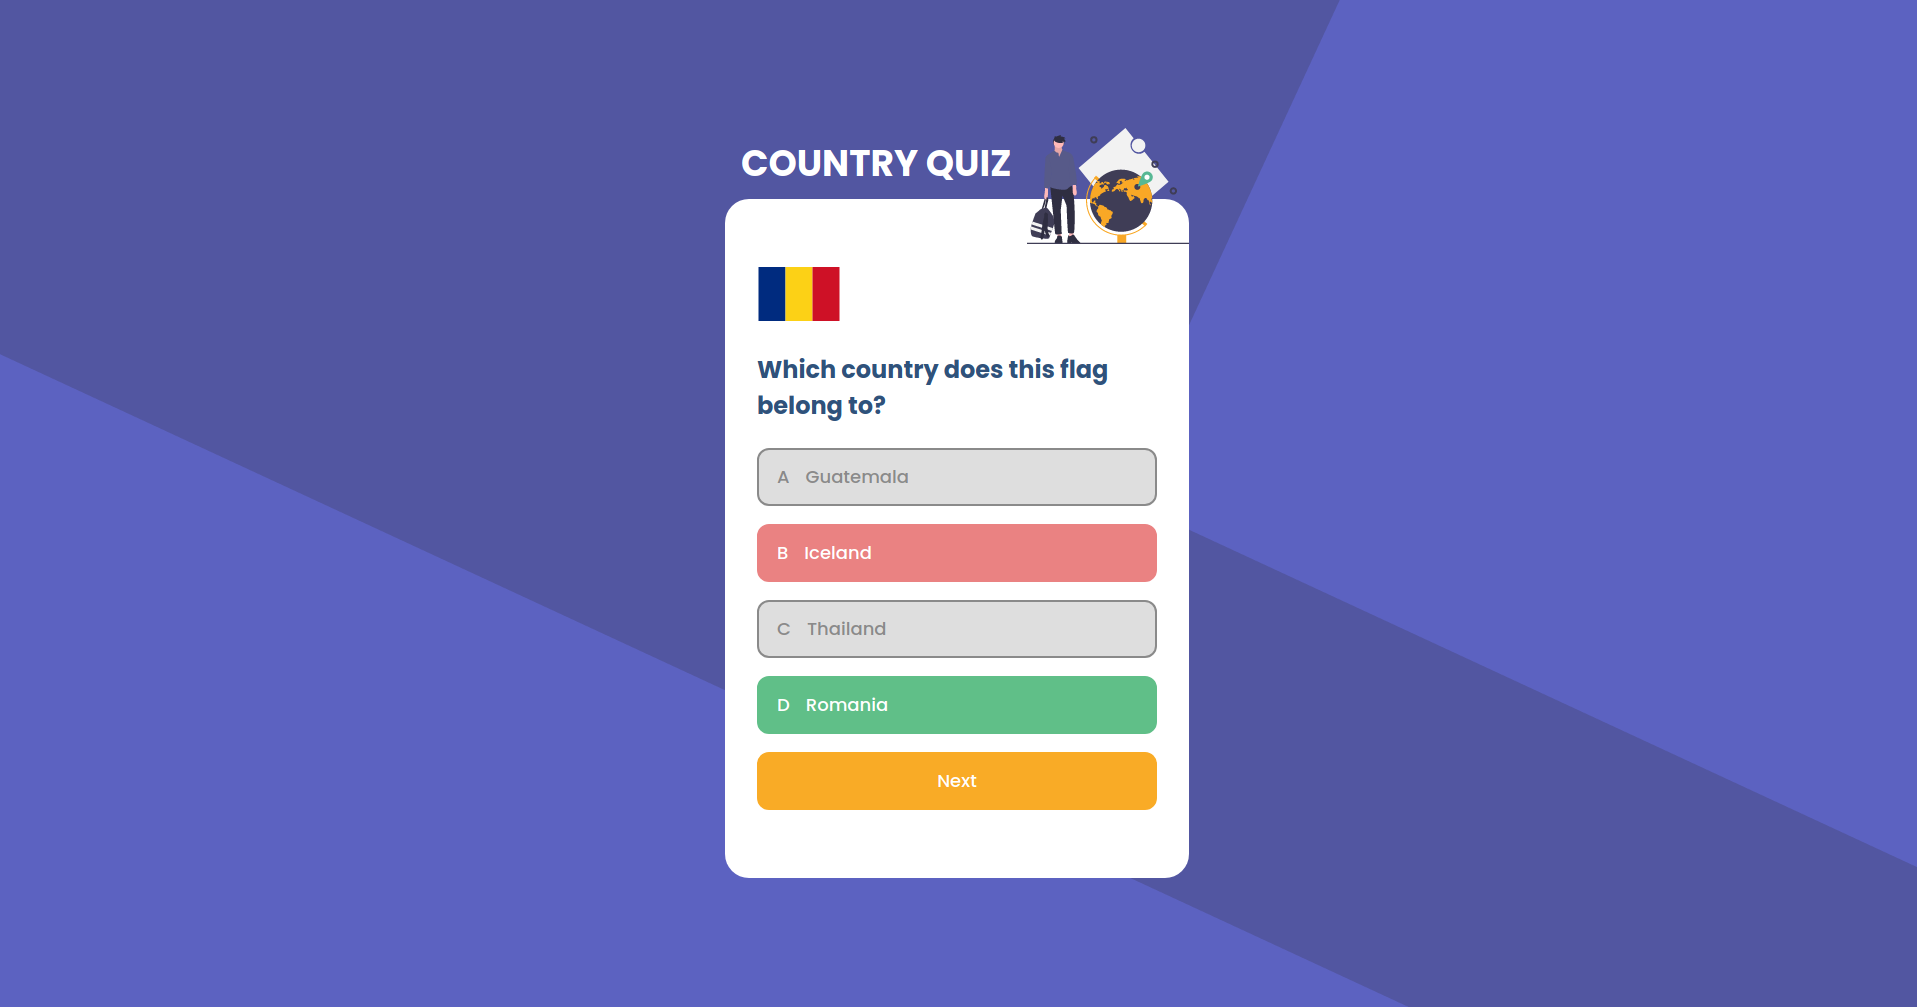 COUNTRY QUIZ
Which country does this flag
belong to?
A Guatemala
B Iceland
C Thailand
D Romania
Next